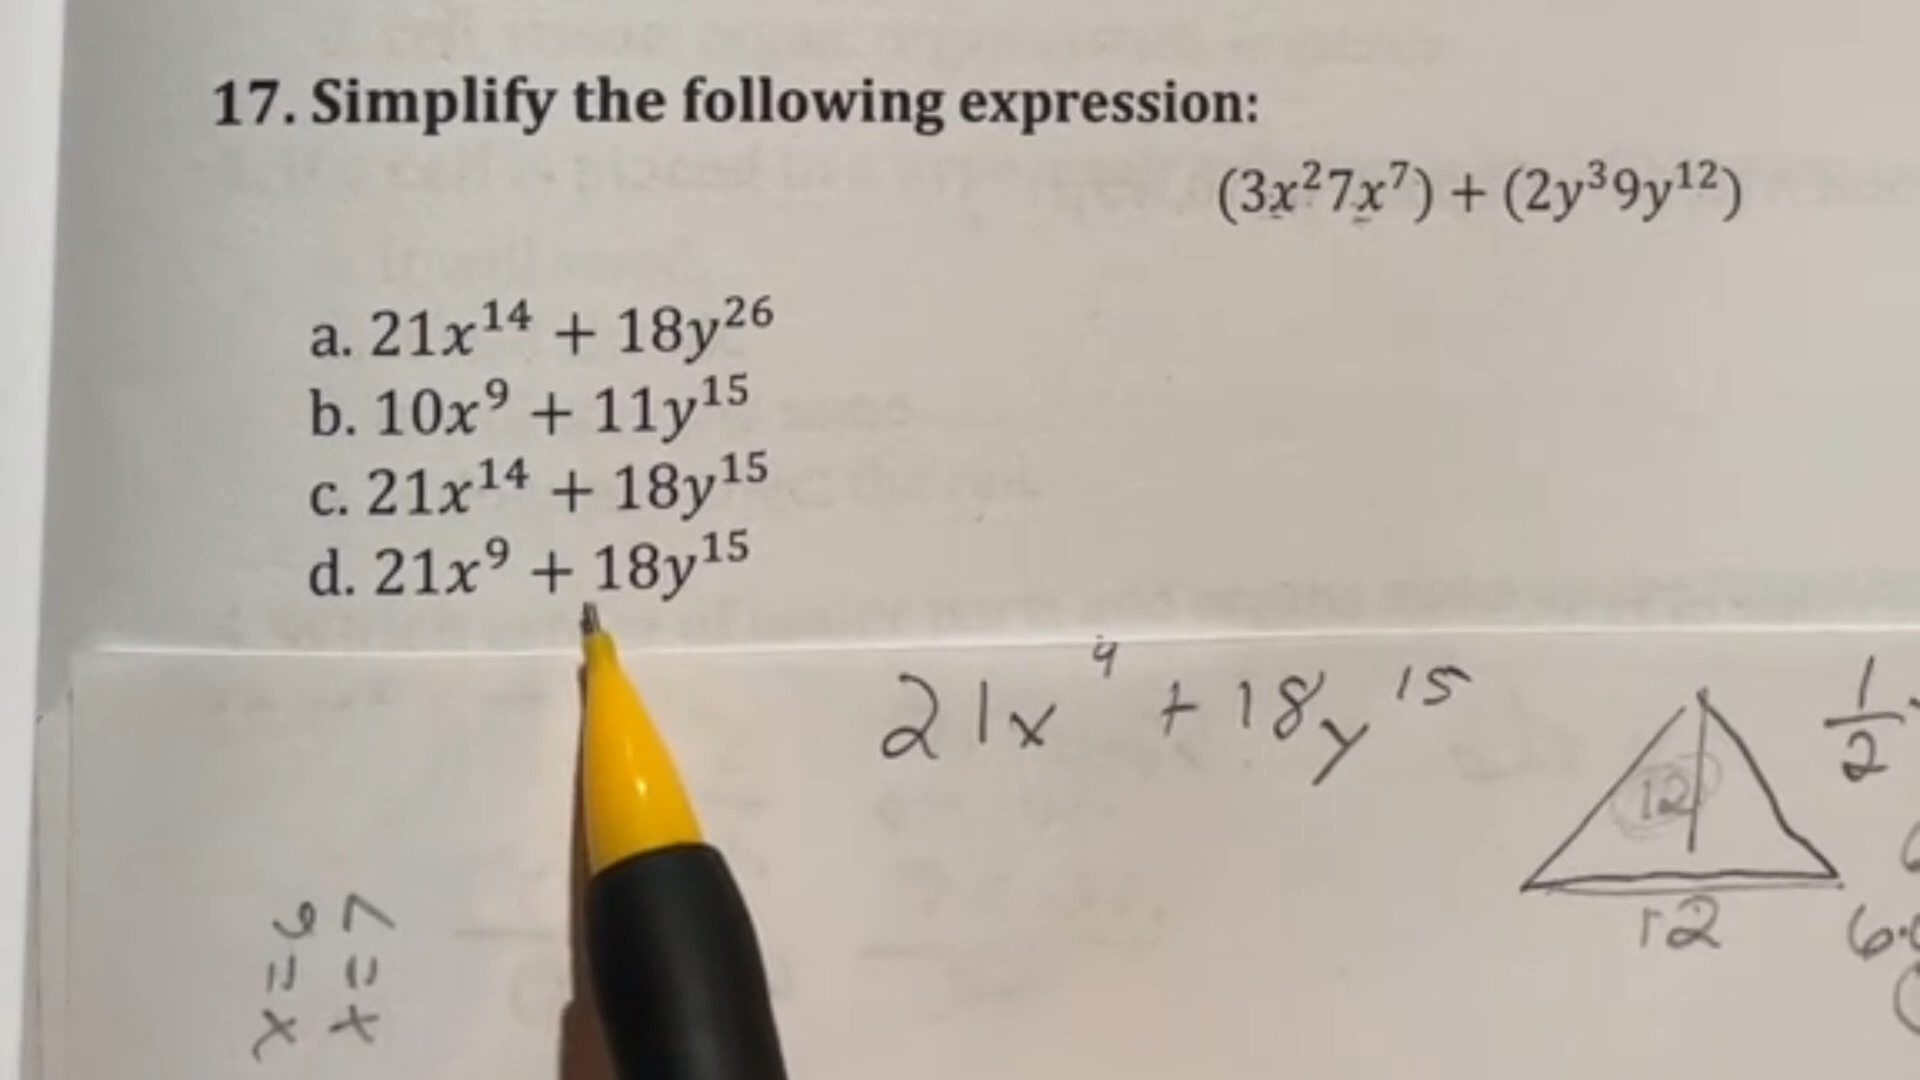 17. Simplify the following expression:
(3x²7x⁷) + (2y³9y¹²)
a. 21x¹⁴ + 18y²⁶
b. 10x⁹ + 11y¹⁵
c. 21x¹⁴ + 18y¹⁵
d. 21x⁹ + 18y¹⁵
21x⁹ + 18y¹⁵
1/2
12
12
x = 6
x = 7